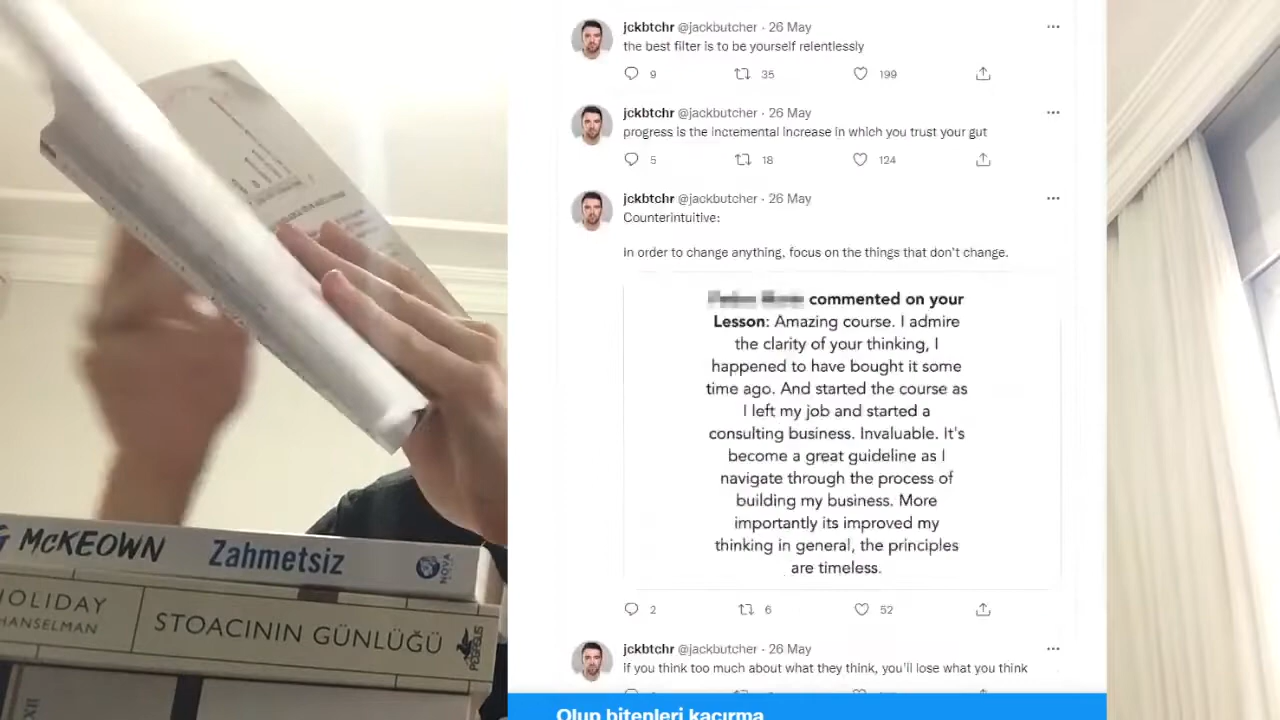 jckbtchr @jackbutcher · 26 May
the best filter is to be yourself relentlessly
9 35 199
jckbtchr @jackbutcher · 26 May
progress is the incremental increase in which you trust your gut
5 18 124
jckbtchr @jackbutcher · 26 May
Counterintuitive:
In order to change anything, focus on the things that don't change.
commented on your
Lesson: Amazing course. I admire
the clarity of your thinking, I
happened to have bought it some
time ago. And started the course as
I left my job and started a
consulting business. Invaluable. It's
become a great guideline as I
navigate through the process of
building my business. More
importantly its improved my
thinking in general, the principles
are timeless.
2 6 52
jckbtchr @jackbutcher · 26 May
if you think too much about what they think, you'll lose what you think
Olup bitenleri kaçırma
McKEOWN Zahmetsiz NOVA
HOLIDAY
HANSELMAN
STOACININ GÜNLÜĞÜ PEGASUS